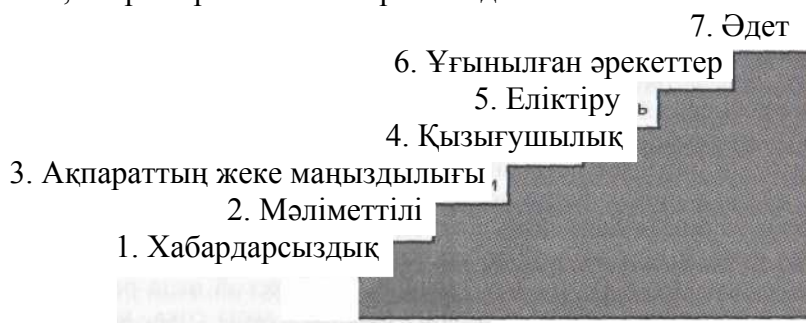 7. Әдет
6. Ұғынылған әрекеттер
5. Еліктіру
4. Қызығушылық
3. Ақпараттың жеке маңыздылығы
2. Мәліметтілі
1. Хабардарсыздық